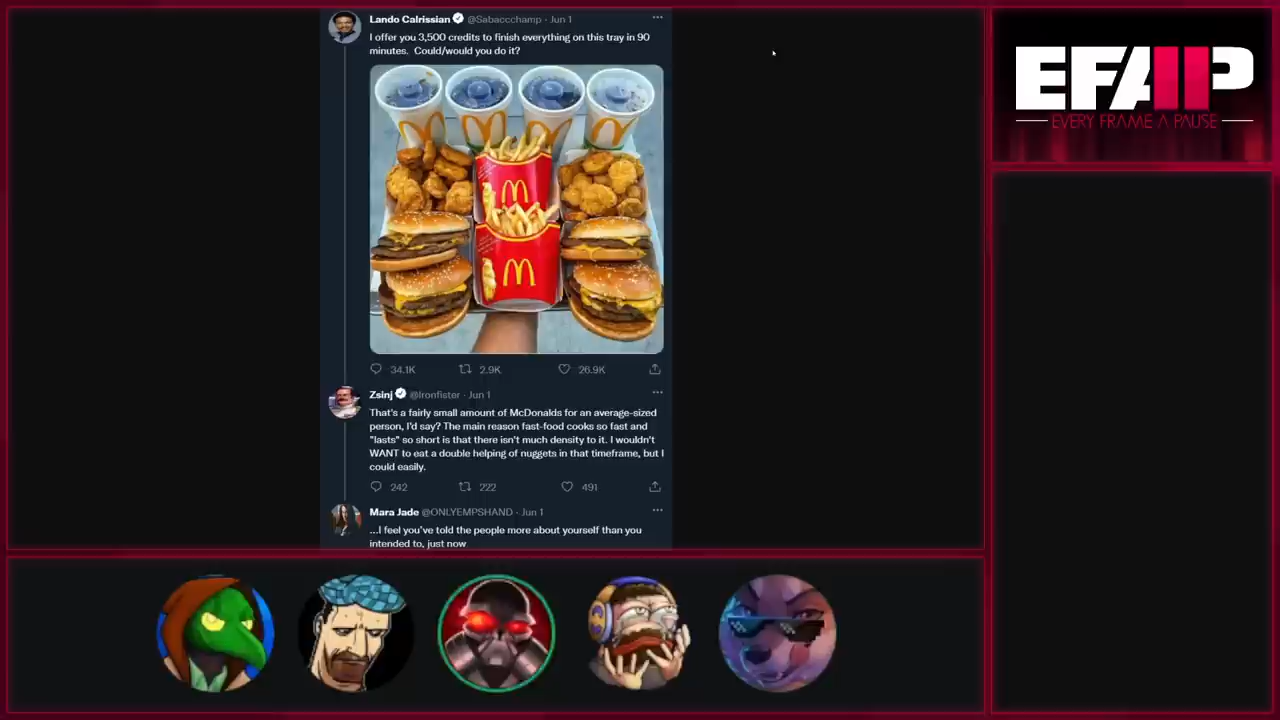 Lando Calrissian @Sabaccchamp · Jun 1
I offer you 3,500 credits to finish everything on this tray in 90
minutes. Could/would you do it?
34.1K 2.9K 26.9K
Zsinj @Ironfister · Jun 1
That's a fairly small amount of McDonalds for an average-sized
person, I'd say? The main reason fast-food cooks so fast and
"lasts" so short is that there isn't much density to it. I wouldn't
WANT to eat a double helping of nuggets in that timeframe, but I
could easily.
242 222 491
Mara Jade @ONLYEMPSHAND · Jun 1
...I feel you've told the people more about yourself than you
intended to, just now
EFAP
EVERY FRAME A PAUSE